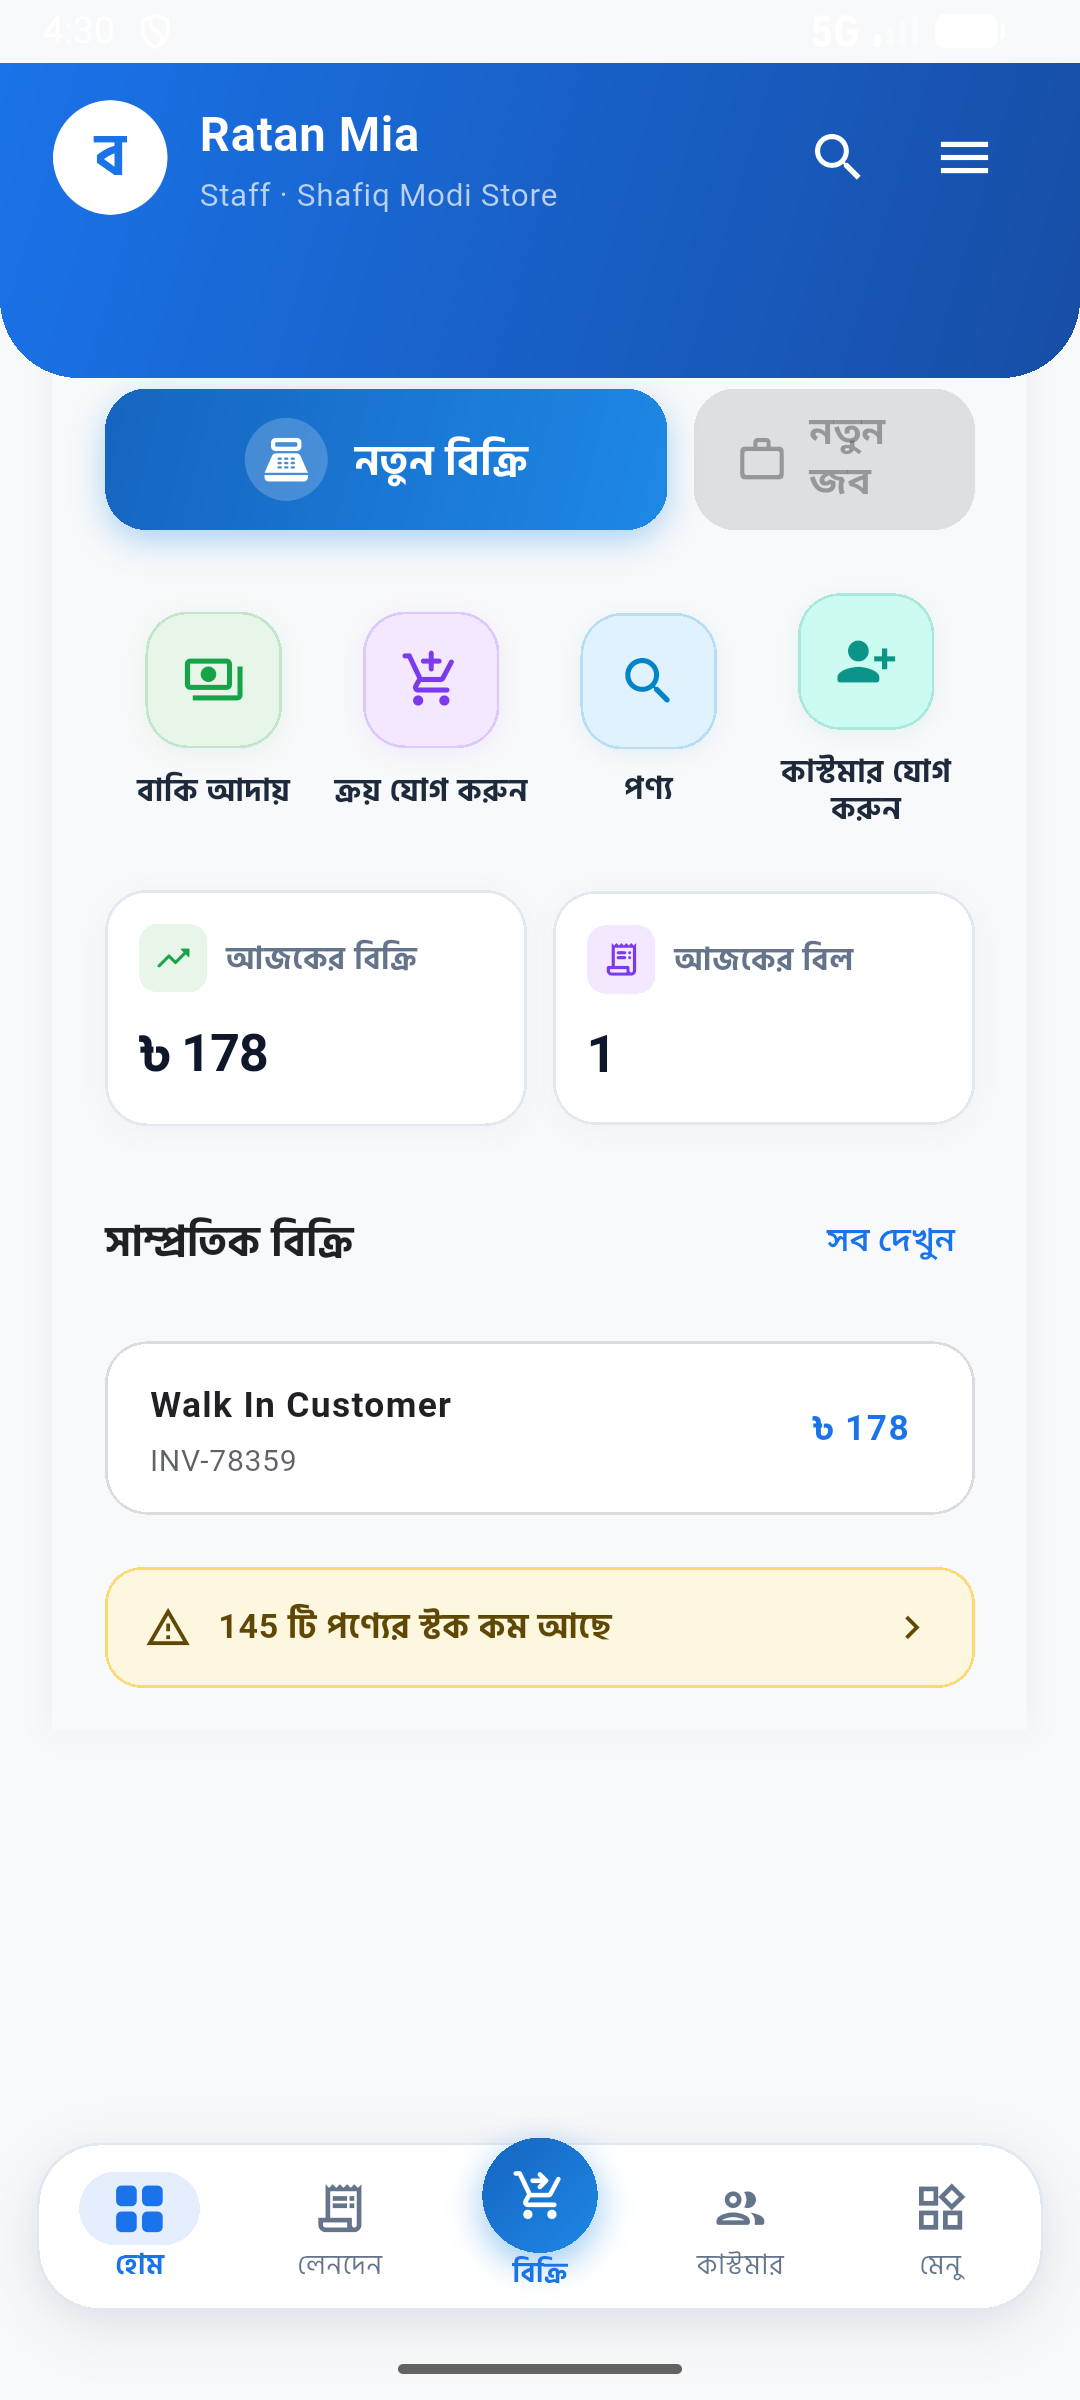 4:30
5G
ব
Ratan Mia
Staff · Shafiq Modi Store
নতুন বিক্রি
নতুন
জব
বাকি আদায়
ক্রয় যোগ করুন
পণ্য
কাস্টমার যোগ
করুন
আজকের বিক্রি
৳ 178
আজকের বিল
1
সাম্প্রতিক বিক্রি
সব দেখুন
Walk In Customer
INV-78359
৳ 178
145 টি পণ্যের স্টক কম আছে
হোম
লেনদেন
বিক্রি
কাস্টমার
মেনু